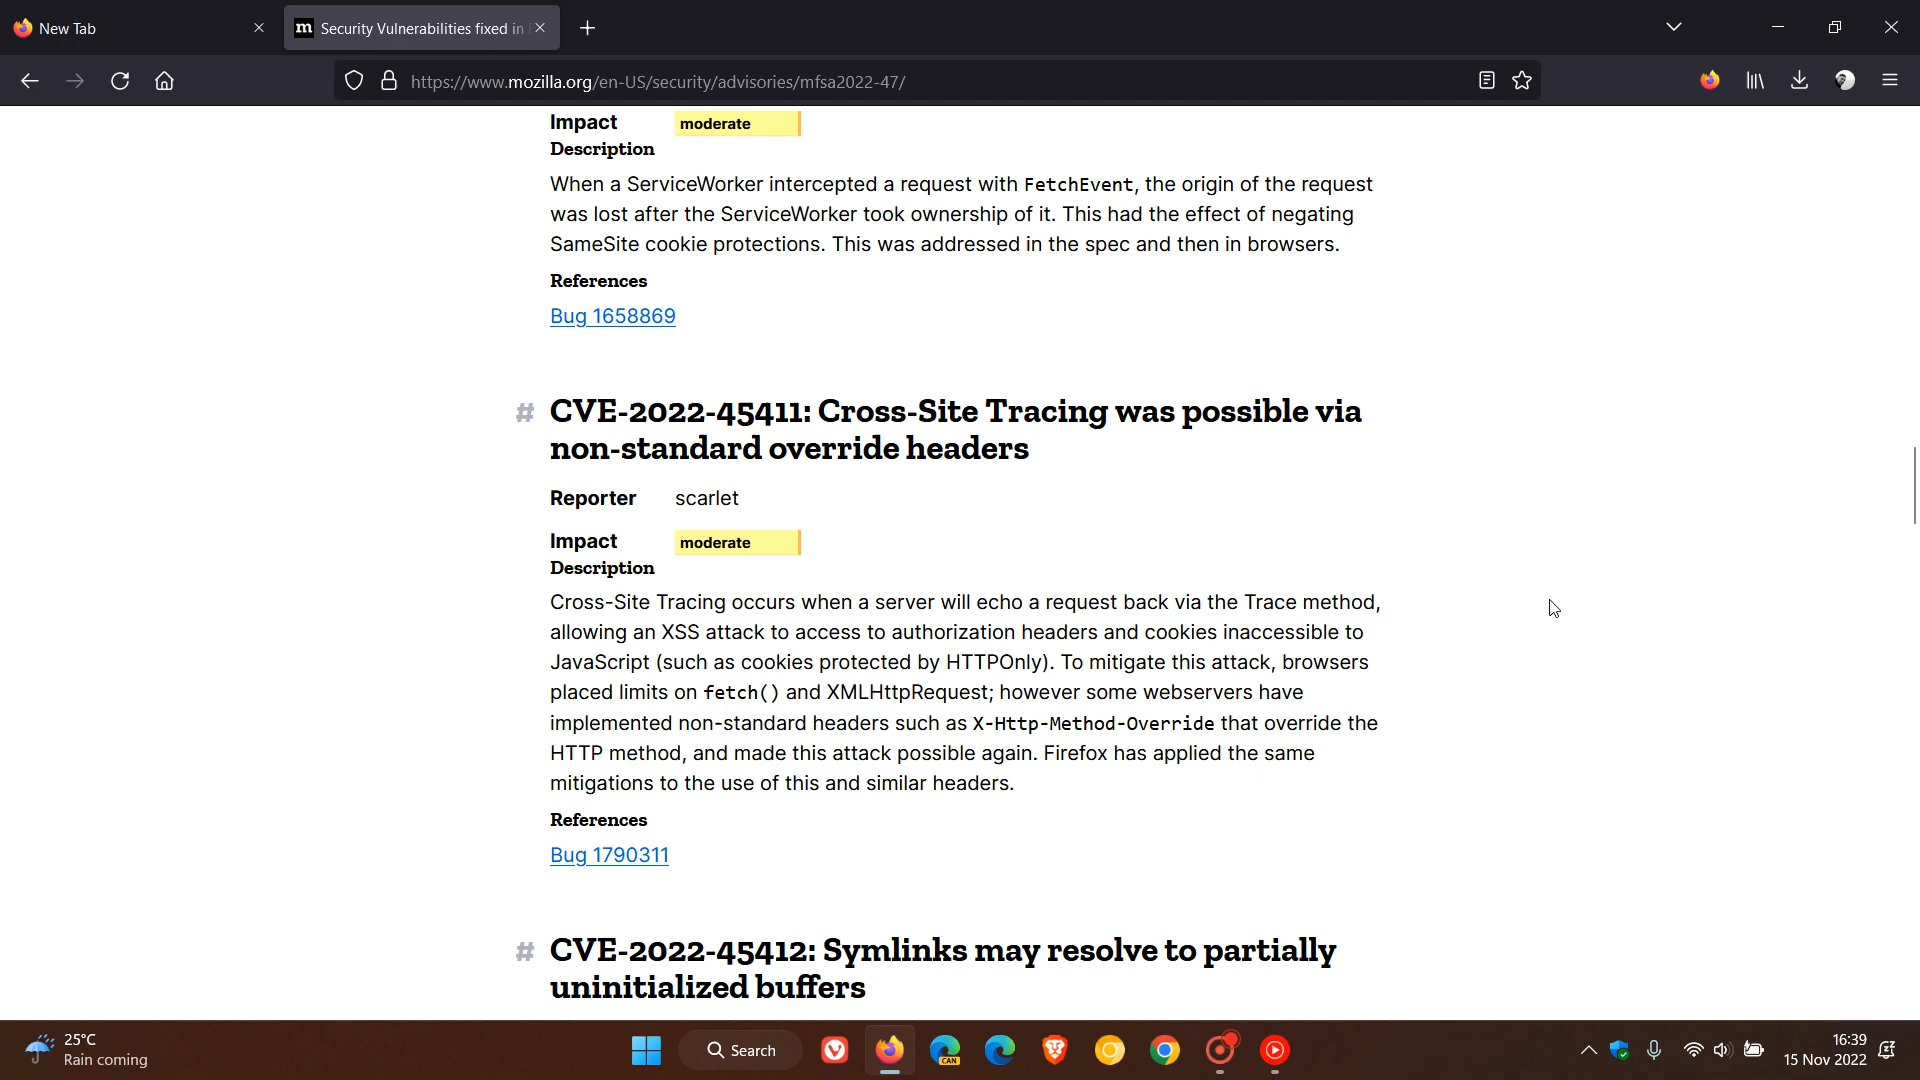 New Tab
Security Vulnerabilities fixed in
https://www.mozilla.org/en-US/security/advisories/mfsa2022-47/
Impact moderate
Description
When a ServiceWorker intercepted a request with FetchEvent, the origin of the request
was lost after the ServiceWorker took ownership of it. This had the effect of negating
SameSite cookie protections. This was addressed in the spec and then in browsers.
References
Bug 1658869
# CVE-2022-45411: Cross-Site Tracing was possible via
non-standard override headers
Reporter scarlet
Impact moderate
Description
Cross-Site Tracing occurs when a server will echo a request back via the Trace method,
allowing an XSS attack to access to authorization headers and cookies inaccessible to
JavaScript (such as cookies protected by HTTPOnly). To mitigate this attack, browsers
placed limits on fetch() and XMLHttpRequest; however some webservers have
implemented non-standard headers such as X-Http-Method-Override that override the
HTTP method, and made this attack possible again. Firefox has applied the same
mitigations to the use of this and similar headers.
References
Bug 1790311
# CVE-2022-45412: Symlinks may resolve to partially
uninitialized buffers
25°C
Rain coming
Search
CAN
16:39
15 Nov 2022